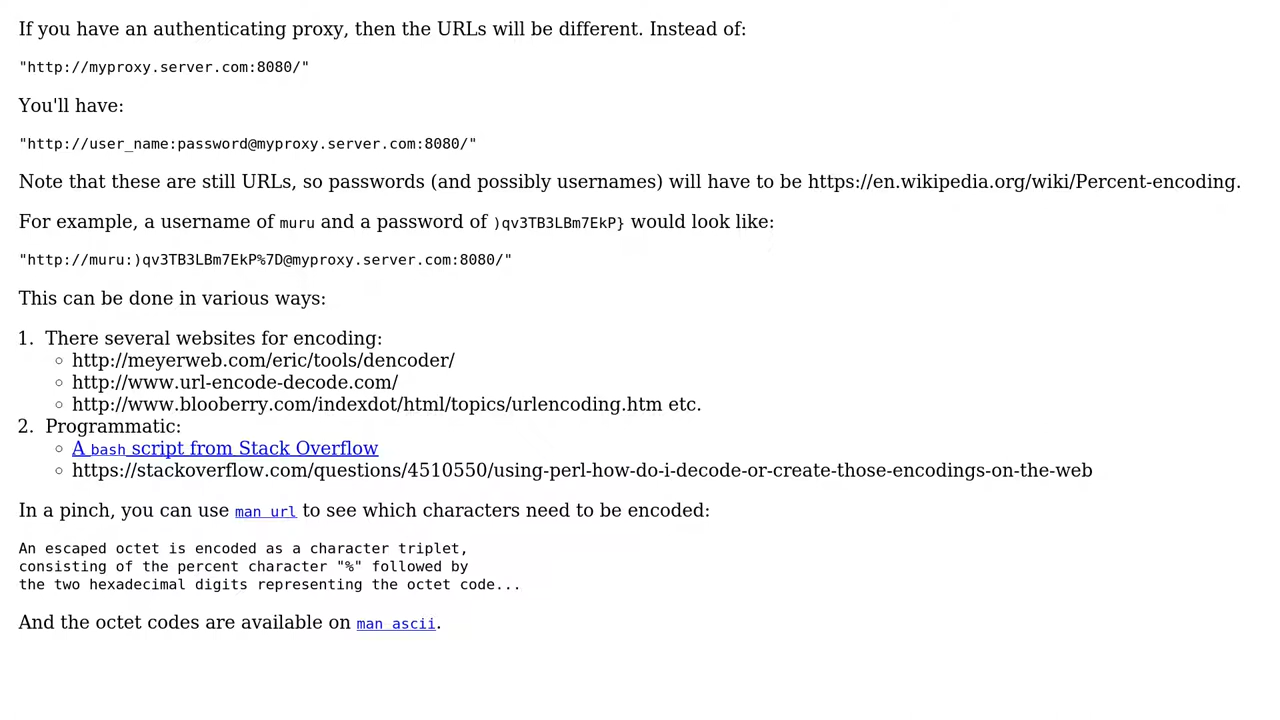 If you have an authenticating proxy, then the URLs will be different. Instead of:
"http://myproxy.server.com:8080/"
You'll have:
"http://user_name:password@myproxy.server.com:8080/"
Note that these are still URLs, so passwords (and possibly usernames) will have to be https://en.wikipedia.org/wiki/Percent-encoding.
For example, a username of muru and a password of )qv3TB3LBm7EkP} would look like:
"http://muru:)qv3TB3LBm7EkP%7D@myproxy.server.com:8080/"
This can be done in various ways:
1. There several websites for encoding:
◦ http://meyerweb.com/eric/tools/dencoder/
◦ http://www.url-encode-decode.com/
◦ http://www.blooberry.com/indexdot/html/topics/urlencoding.htm etc.
2. Programmatic:
◦ A bash script from Stack Overflow
◦ https://stackoverflow.com/questions/4510550/using-perl-how-do-i-decode-or-create-those-encodings-on-the-web
In a pinch, you can use man url to see which characters need to be encoded:
An escaped octet is encoded as a character triplet,
consisting of the percent character "%" followed by
the two hexadecimal digits representing the octet code...
And the octet codes are available on man ascii.